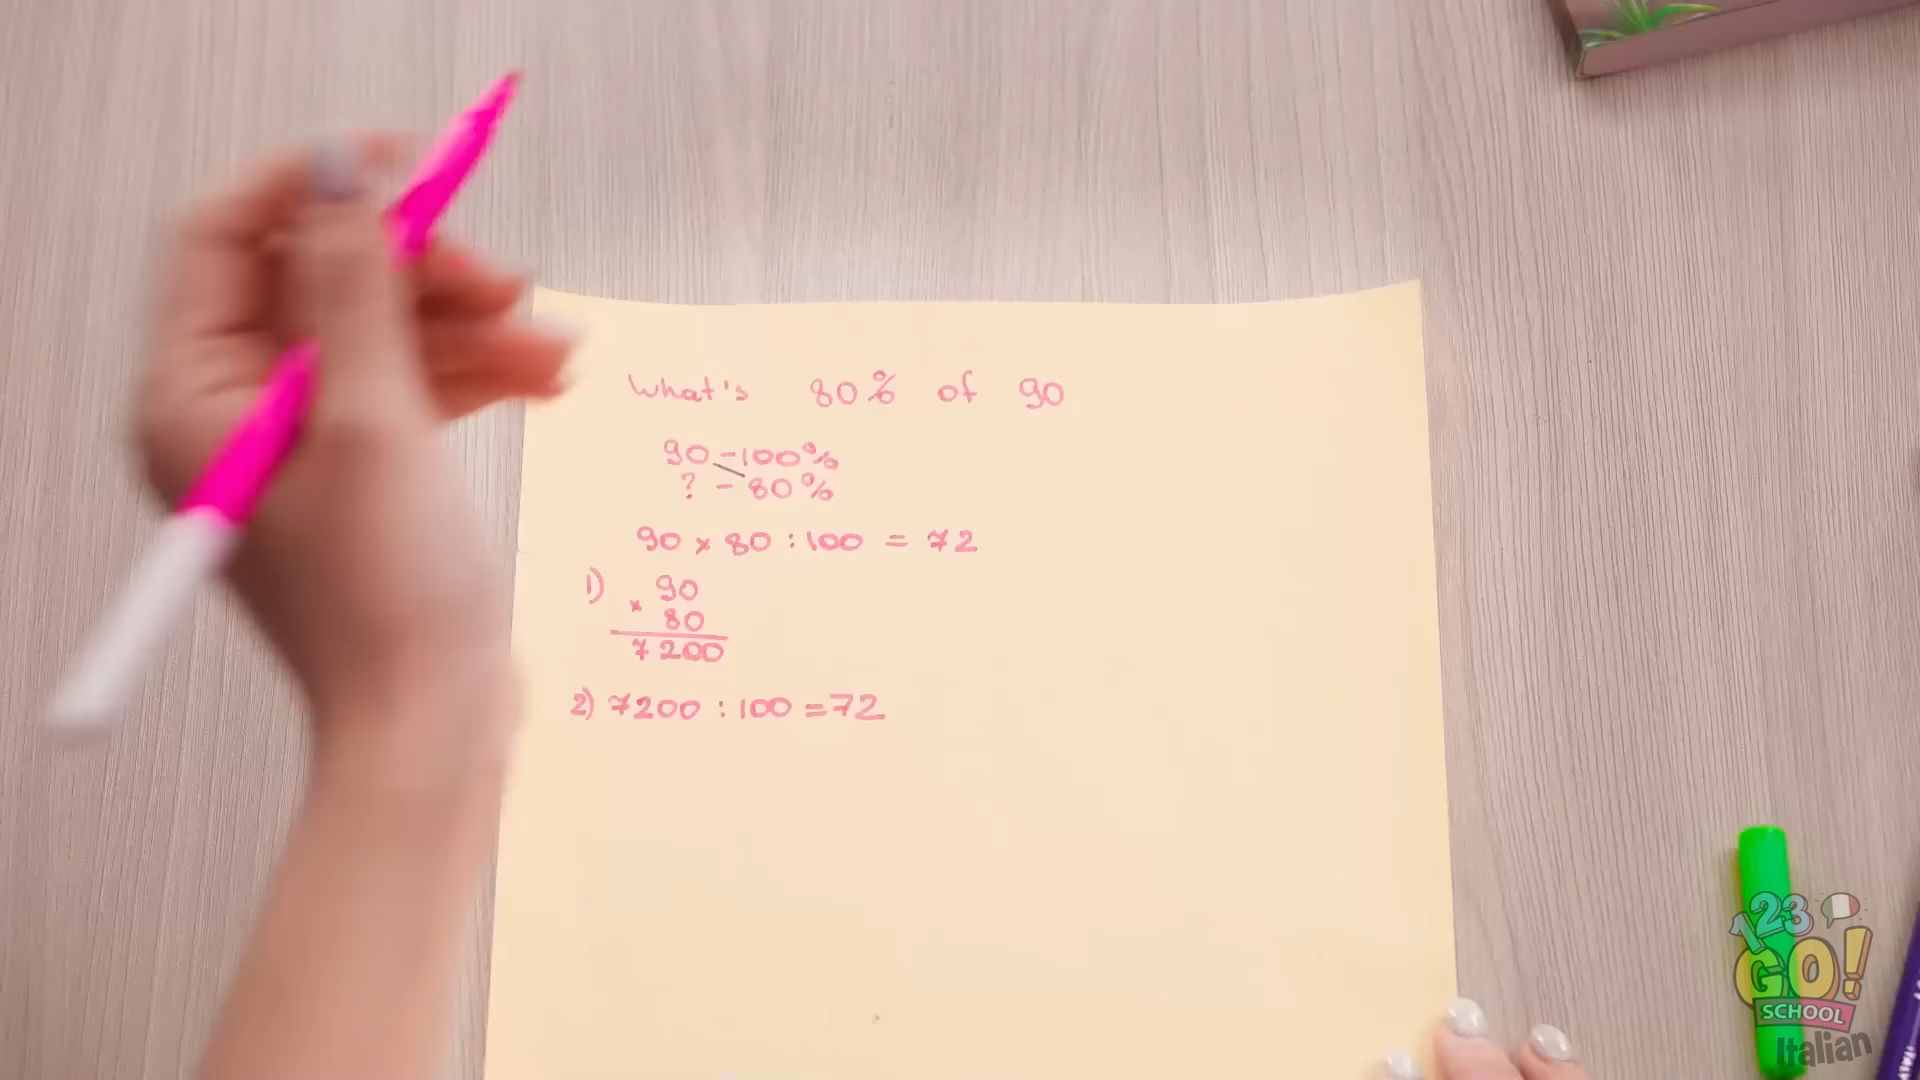 What's 80% of 90
90 - 100%
? - 80%
90 x 80 : 100 = 72
1) 90
x 80
7200
2) 7200 : 100 = 72
123
GO!
SCHOOL
Italian